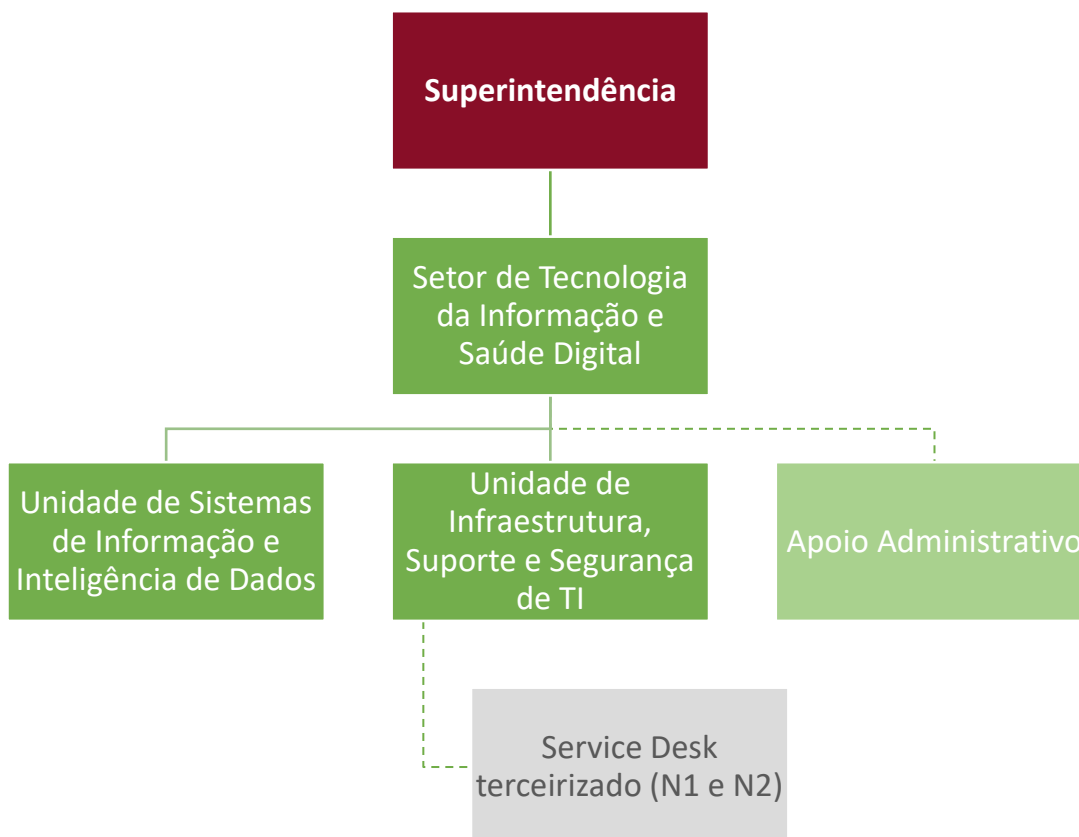 Superintendência
Setor de Tecnologia
da Informação e
Saúde Digital
Unidade de Sistemas
de Informação e
Inteligência de Dados
Unidade de
Infraestrutura,
Suporte e Segurança
de TI
Apoio Administrativo
Service Desk
terceirizado (N1 e N2)